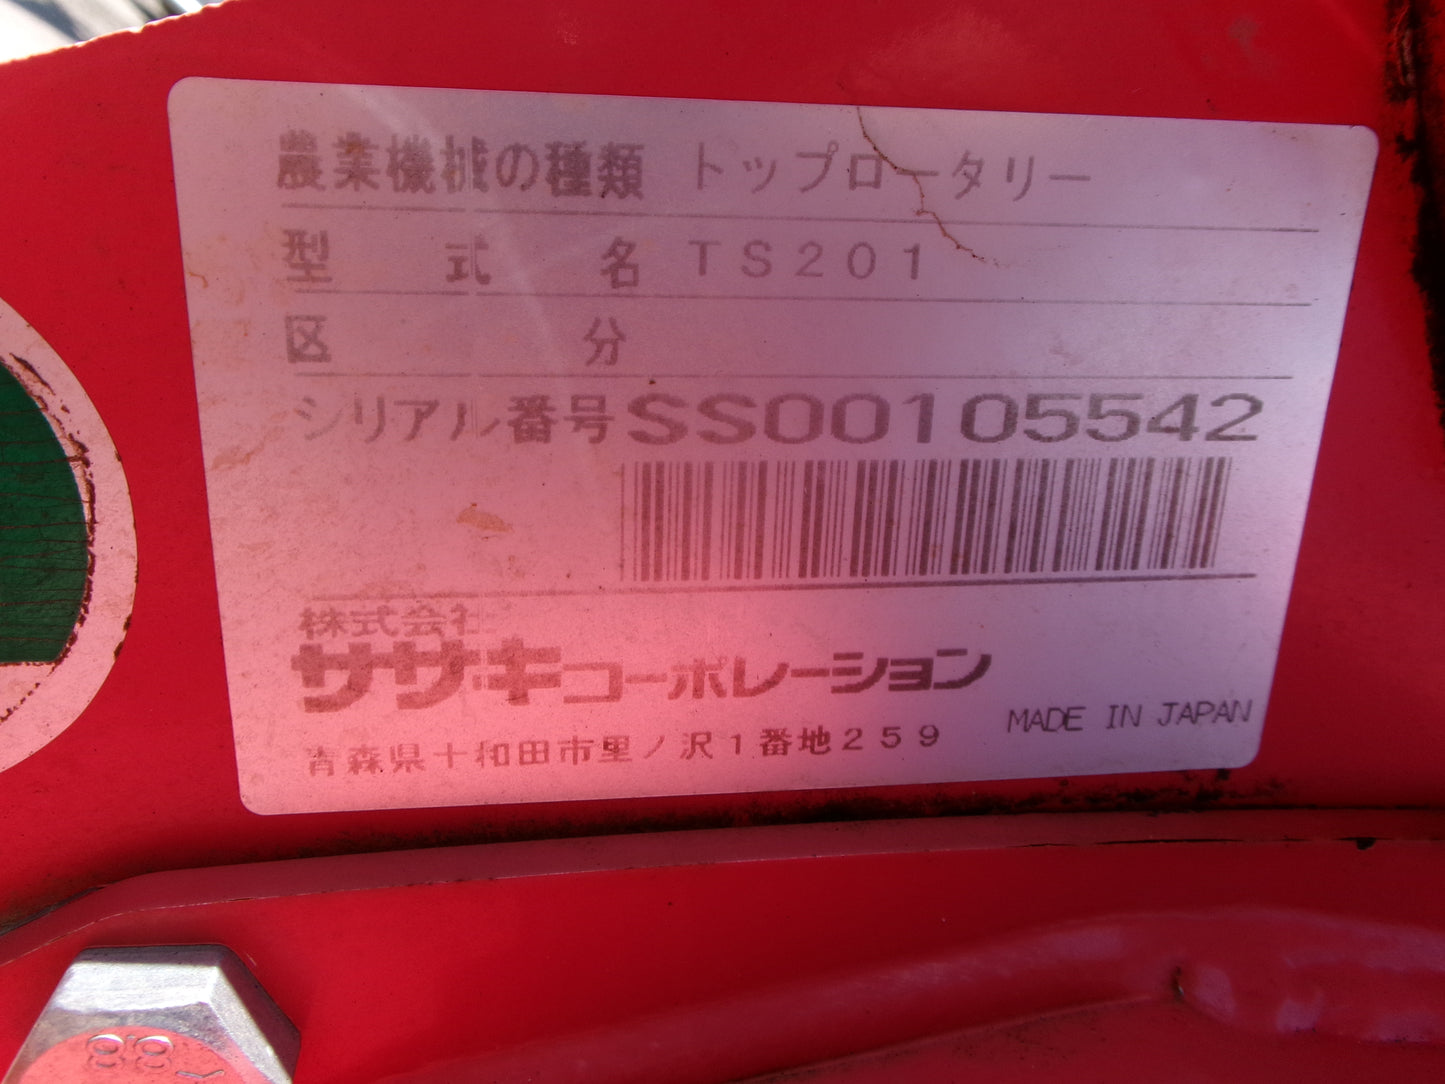 農業機械の種類 トップロータリー
型式名 TS201
区分
シリアル番号 SS00105542
株式会社
ササキコーポレーション
MADE IN JAPAN
青森県十和田市里ノ沢1番地259
88